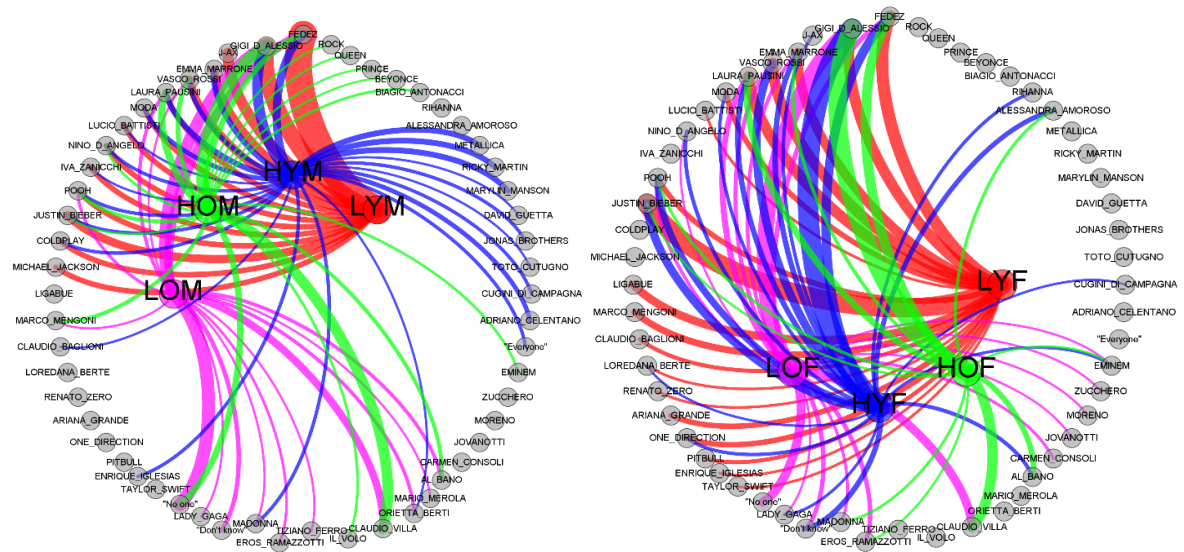 FEDEZ
GIGI_D_ALESSIO
J-AX
EMMA_MARRONE
VASCO_ROSSI
LAURA_PAUSINI
MODA
LUCIO_BATTISTI
NINO_D_ANGELO
IVA_ZANICCHI
POOH
JUSTIN_BIEBER
COLDPLAY
MICHAEL_JACKSON
LIGABUE
MARCO_MENGONI
CLAUDIO_BAGLIONI
LOREDANA_BERTE
RENATO_ZERO
ARIANA_GRANDE
ONE_DIRECTION
PITBULL
ENRIQUE_IGLESIAS
TAYLOR_SWIFT
"No one"
LADY_GAGA
"Don't know"
MADONNA
EROS_RAMAZZOTTI
TIZIANO_FERRO
IL_VOLO
CLAUDIO_VILLA
ORIETTA_BERTI
MARIO_MEROLA
AL_BANO
CARMEN_CONSOLI
JOVANOTTI
MORENO
ZUCCHERO
EMINEM
"Everyone"
ADRIANO_CELENTANO
CUGINI_DI_CAMPAGNA
TOTO_CUTUGNO
JONAS_BROTHERS
DAVID_GUETTA
MARYLIN_MANSON
RICKY_MARTIN
METALLICA
ALESSANDRA_AMOROSO
RIHANNA
BIAGIO_ANTONACCI
BEYONCE
PRINCE
QUEEN
ROCK
HYM
LYM
HOM
LOM
FEDEZ
GIGI_D_ALESSIO
J-AX
EMMA_MARRONE
VASCO_ROSSI
LAURA_PAUSINI
MODA
LUCIO_BATTISTI
NINO_D_ANGELO
IVA_ZANICCHI
POOH
JUSTIN_BIEBER
COLDPLAY
MICHAEL_JACKSON
LIGABUE
MARCO_MENGONI
CLAUDIO_BAGLIONI
LOREDANA_BERTE
RENATO_ZERO
ARIANA_GRANDE
ONE_DIRECTION
PITBULL
ENRIQUE_IGLESIAS
TAYLOR_SWIFT
"No one"
LADY_GAGA
"Don't know"
MADONNA
EROS_RAMAZZOTTI
TIZIANO_FERRO
IL_VOLO
CLAUDIO_VILLA
ORIETTA_BERTI
MARIO_MEROLA
AL_BANO
CARMEN_CONSOLI
JOVANOTTI
MORENO
ZUCCHERO
EMINEM
"Everyone"
ADRIANO_CELENTANO
CUGINI_DI_CAMPAGNA
TOTO_CUTUGNO
JONAS_BROTHERS
DAVID_GUETTA
MARYLIN_MANSON
RICKY_MARTIN
METALLICA
ALESSANDRA_AMOROSO
RIHANNA
BIAGIO_ANTONACCI
BEYONCE
PRINCE
QUEEN
ROCK
LYF
LOF
HOF
HYF